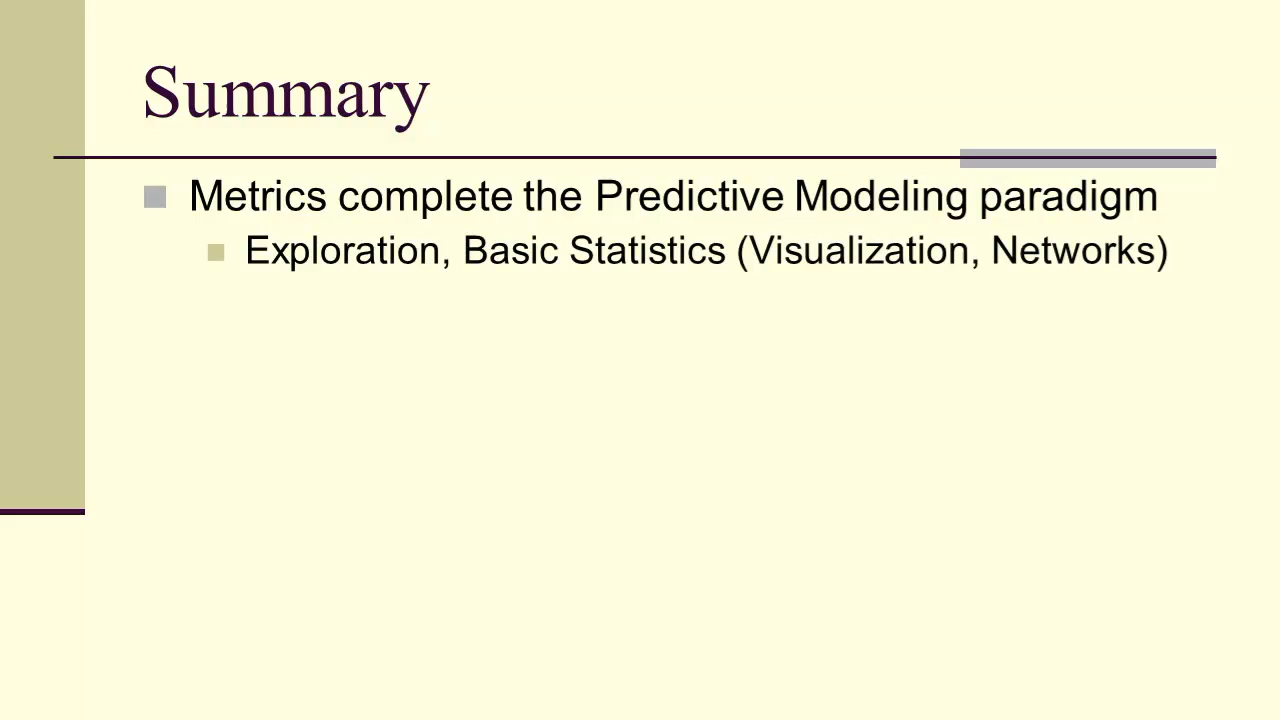 Summary
Metrics complete the Predictive Modeling paradigm
Exploration, Basic Statistics (Visualization, Networks)